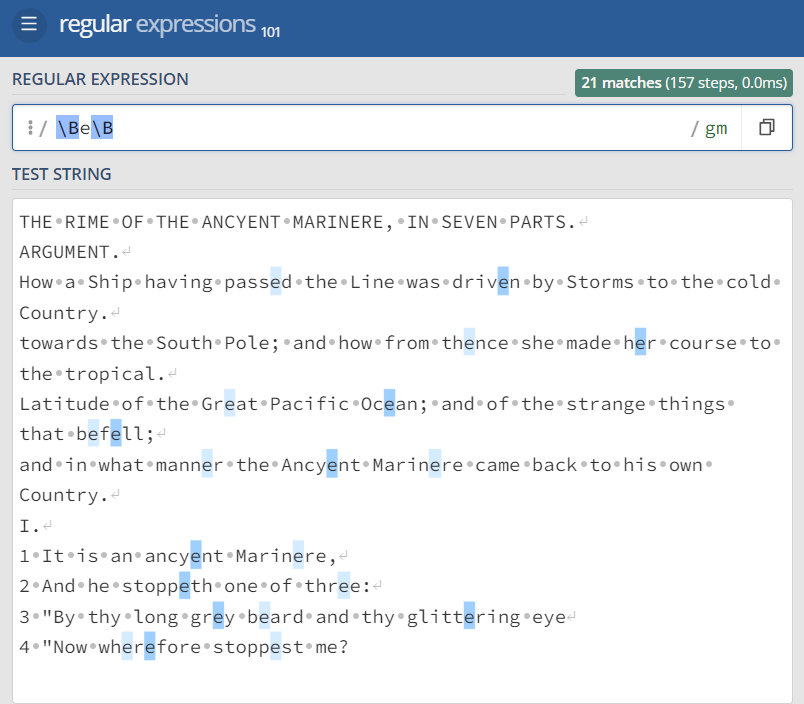 regular expressions 101
REGULAR EXPRESSION
21 matches (157 steps, 0.0ms)
/ \Be\B / gm
TEST STRING
THE•RIME•OF•THE•ANCYENT•MARINERE,•IN•SEVEN•PARTS.↵
ARGUMENT.↵
How•a•Ship•having•passed•the•Line•was•driven•by•Storms•to•the•cold•
Country.↵
towards•the•South•Pole;•and•how•from•thence•she•made•her•course•to•
the•tropical.↵
Latitude•of•the•Great•Pacific•Ocean;•and•of•the•strange•things•
that•befell;↵
and•in•what•manner•the•Ancyent•Marinere•came•back•to•his•own•
Country.↵
I.↵
1•It•is•an•ancyent•Marinere,↵
2•And•he•stoppeth•one•of•three:↵
3•"By•thy•long•grey•beard•and•thy•glittering•eye↵
4•"Now•wherefore•stoppest•me?